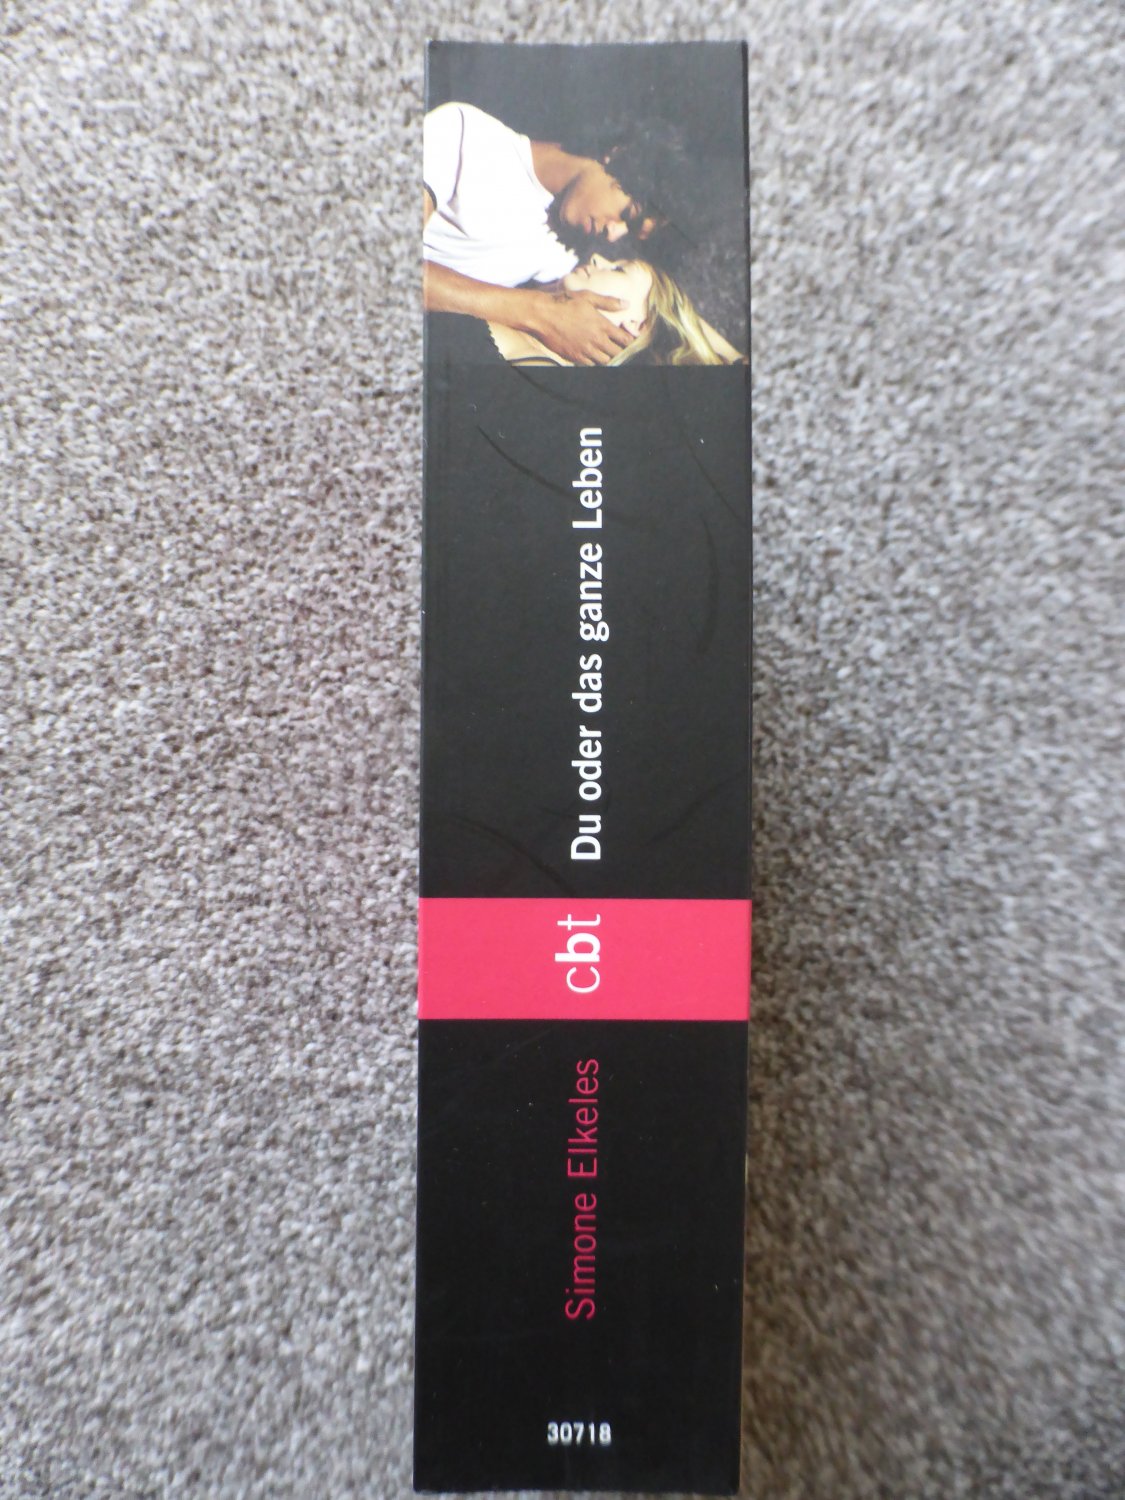 Du oder das ganze Leben
cbt
Simone Elkeles
30718